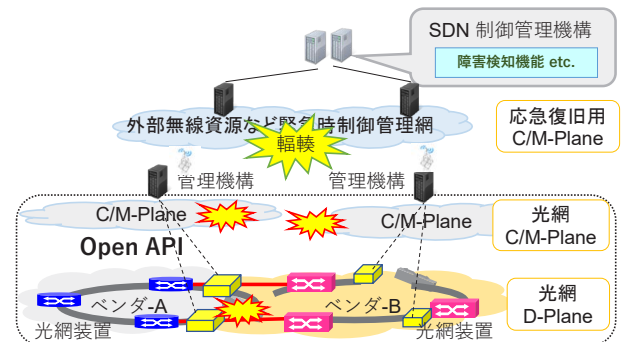 SDN 制御管理機構
障害検知機能 etc.
外部無線資源など緊急時制御管理網
輻輳
応急復旧用
C/M-Plane
管理機構
管理機構
C/M-Plane
C/M-Plane
光網
C/M-Plane
Open API
ベンダ-A
ベンダ-B
光網装置
光網装置
光網
D-Plane